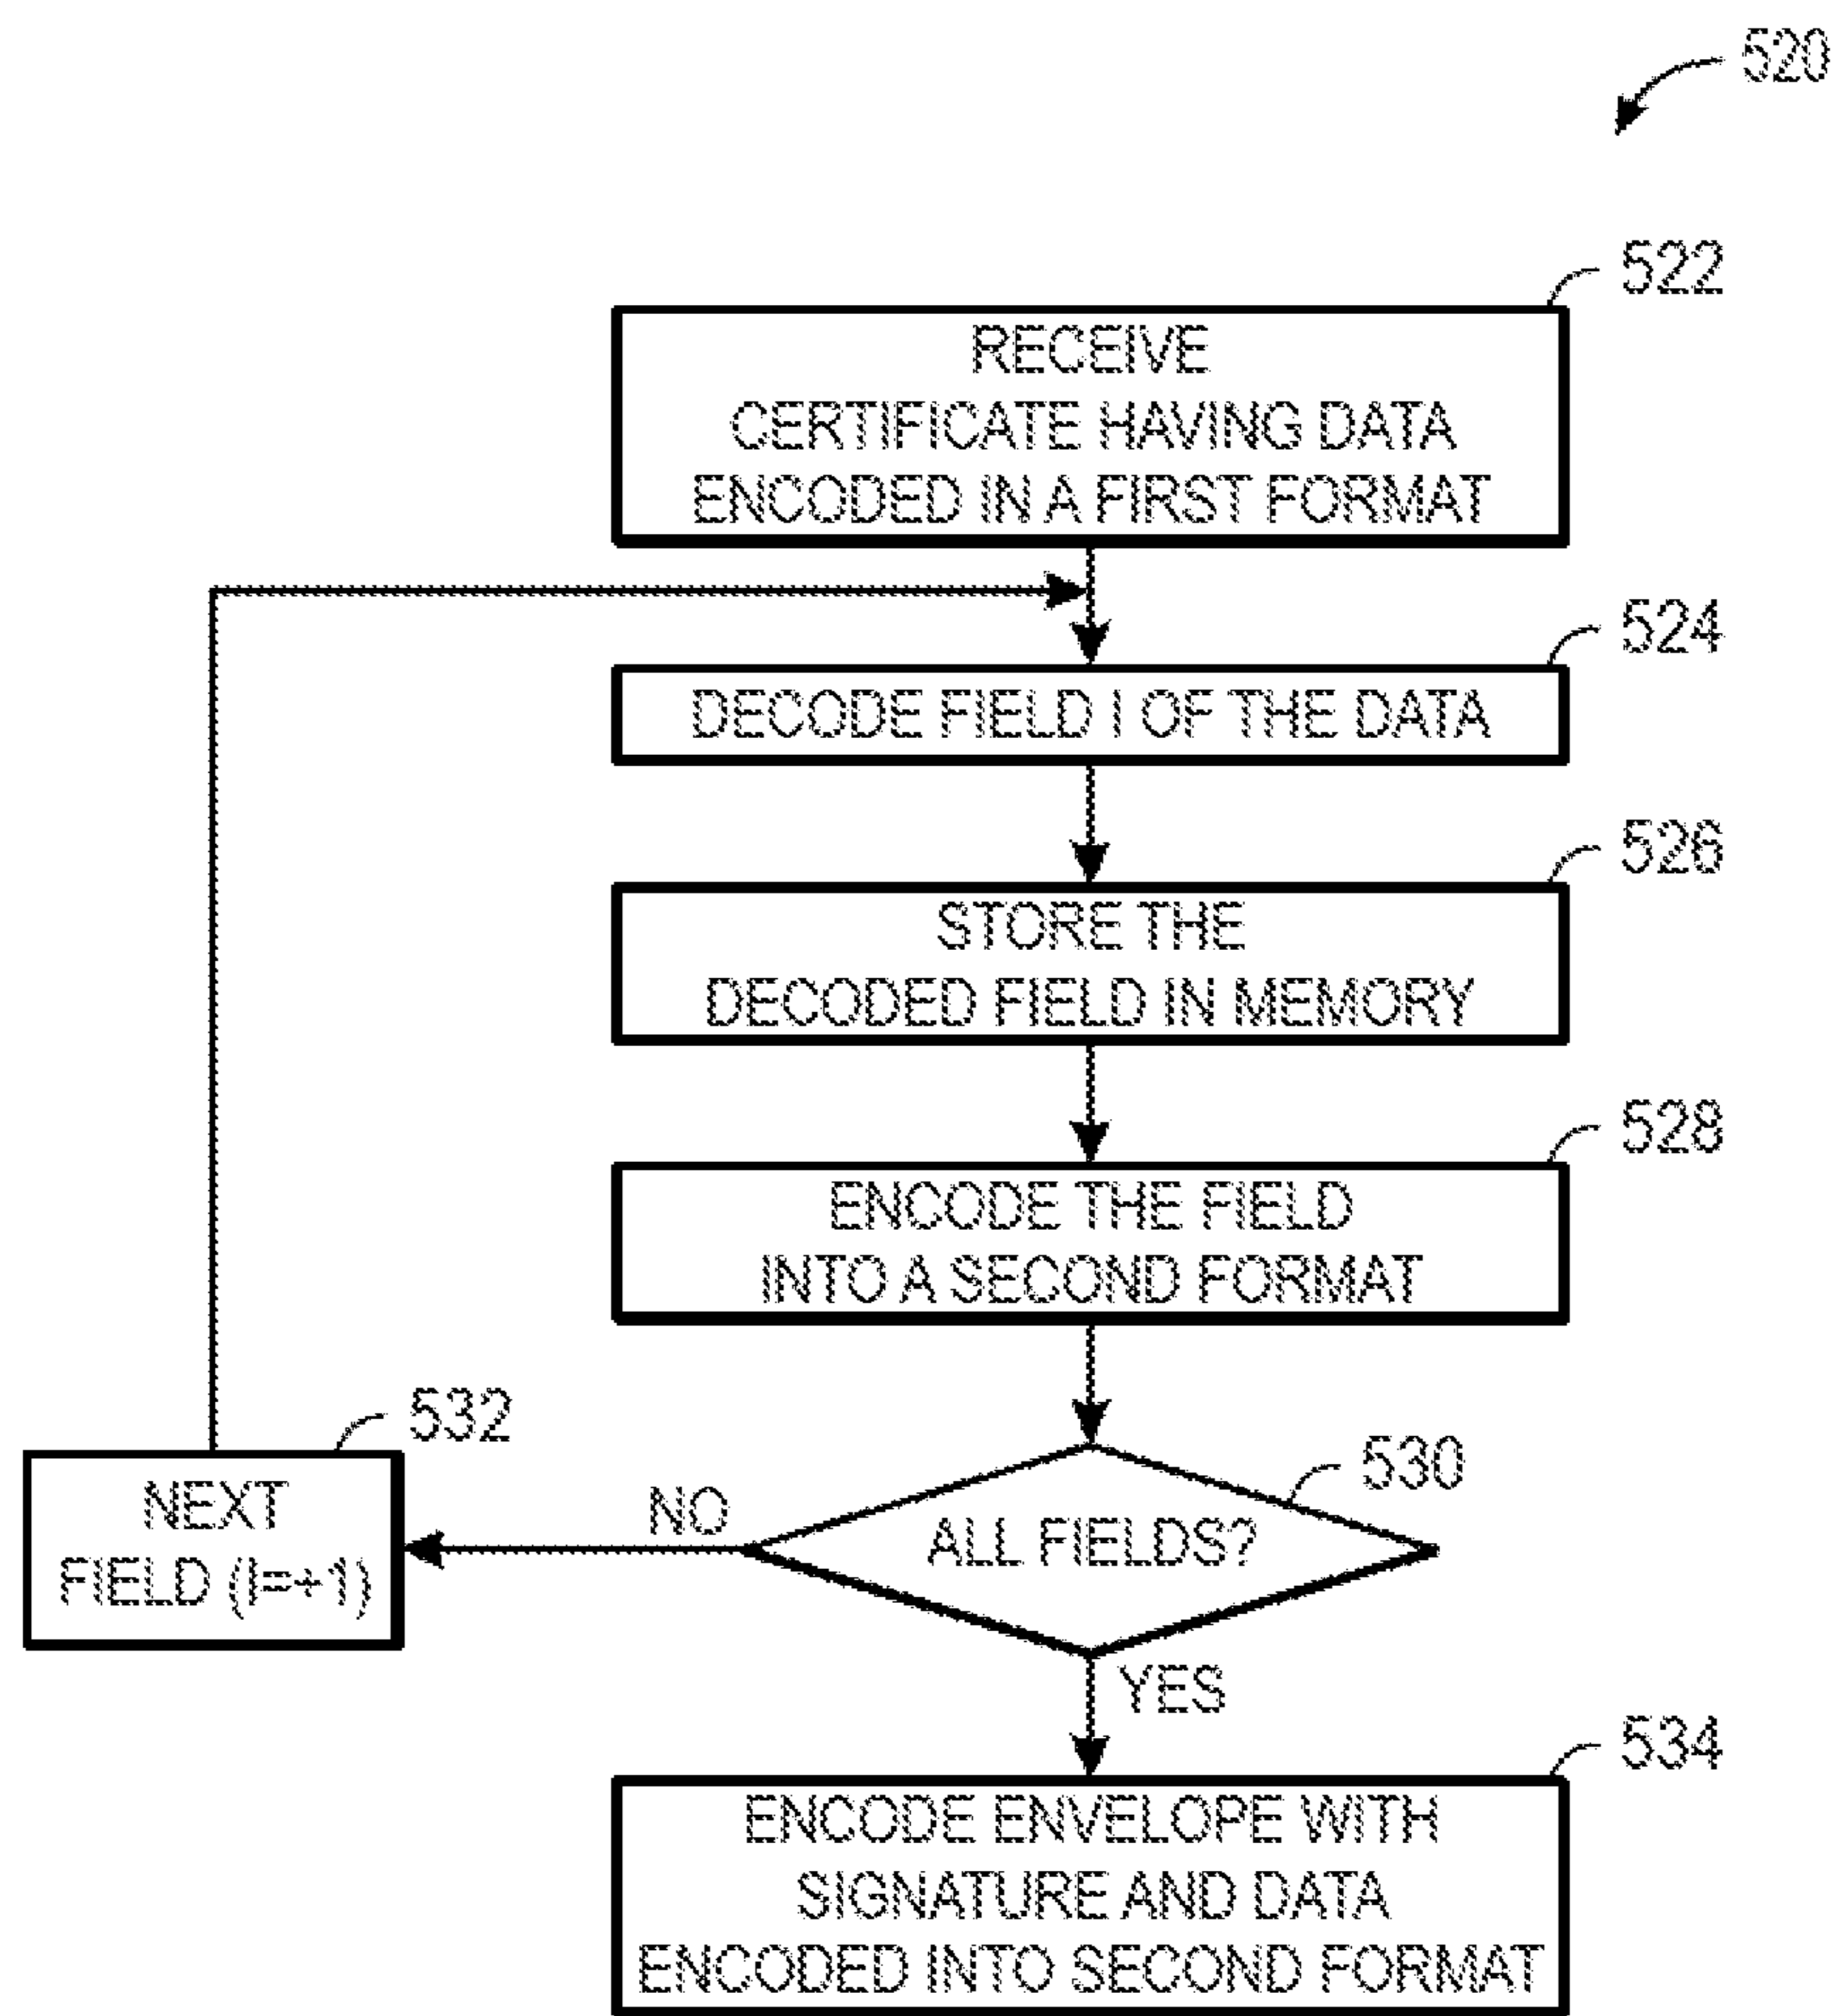 520
522
RECEIVE
CERTIFICATE HAVING DATA
ENCODED IN A FIRST FORMAT
524
DECODE FIELD I OF THE DATA
526
STORE THE
DECODED FIELD IN MEMORY
528
ENCODE THE FIELD
INTO A SECOND FORMAT
532
NEXT
FIELD (I=+1)
NO
530
ALL FIELDS?
YES
534
ENCODE ENVELOPE WITH
SIGNATURE AND DATA
ENCODED INTO SECOND FORMAT